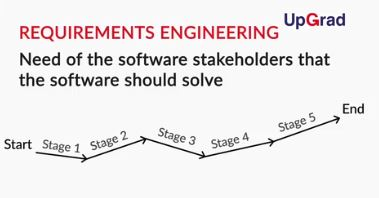 UpGrad
REQUIREMENTS ENGINEERING
Need of the software stakeholders that
the software should solve
Start
Stage 1
Stage 2
Stage 3
Stage 4
Stage 5
End